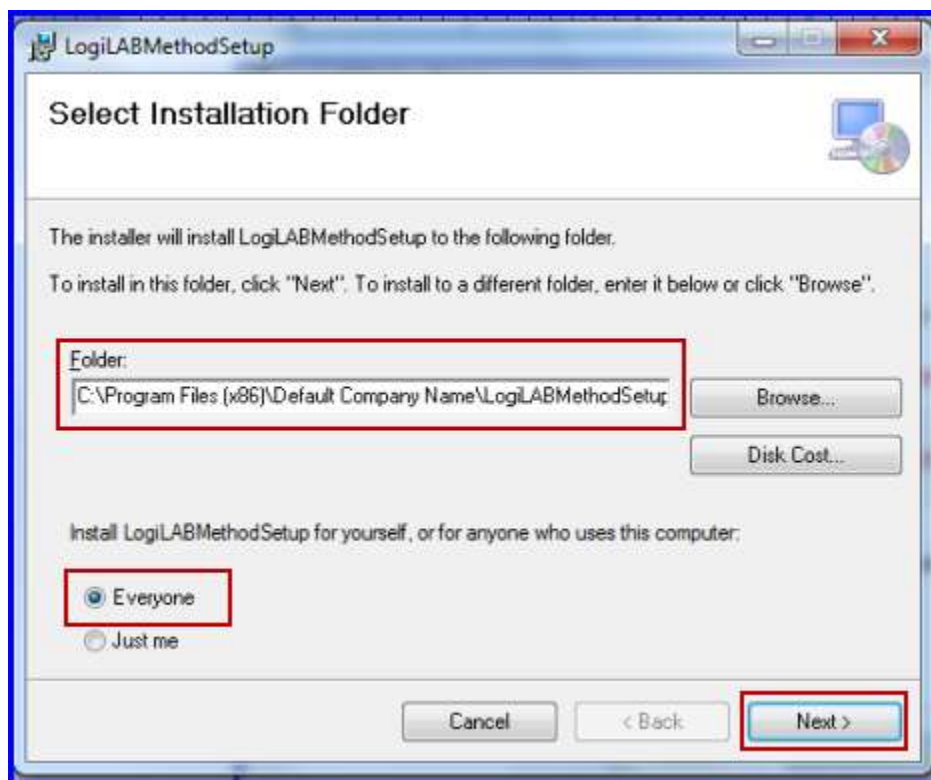 LogiLABMethodSetup
Select Installation Folder
The installer will install LogiLABMethodSetup to the following folder.
To install in this folder, click "Next". To install to a different folder, enter it below or click "Browse".
Folder:
C:\Program Files (x86)\Default Company Name\LogiLABMethodSetup
Browse...
Disk Cost...
Install LogiLABMethodSetup for yourself, or for anyone who uses this computer:
Everyone
Just me
Cancel
< Back
Next >